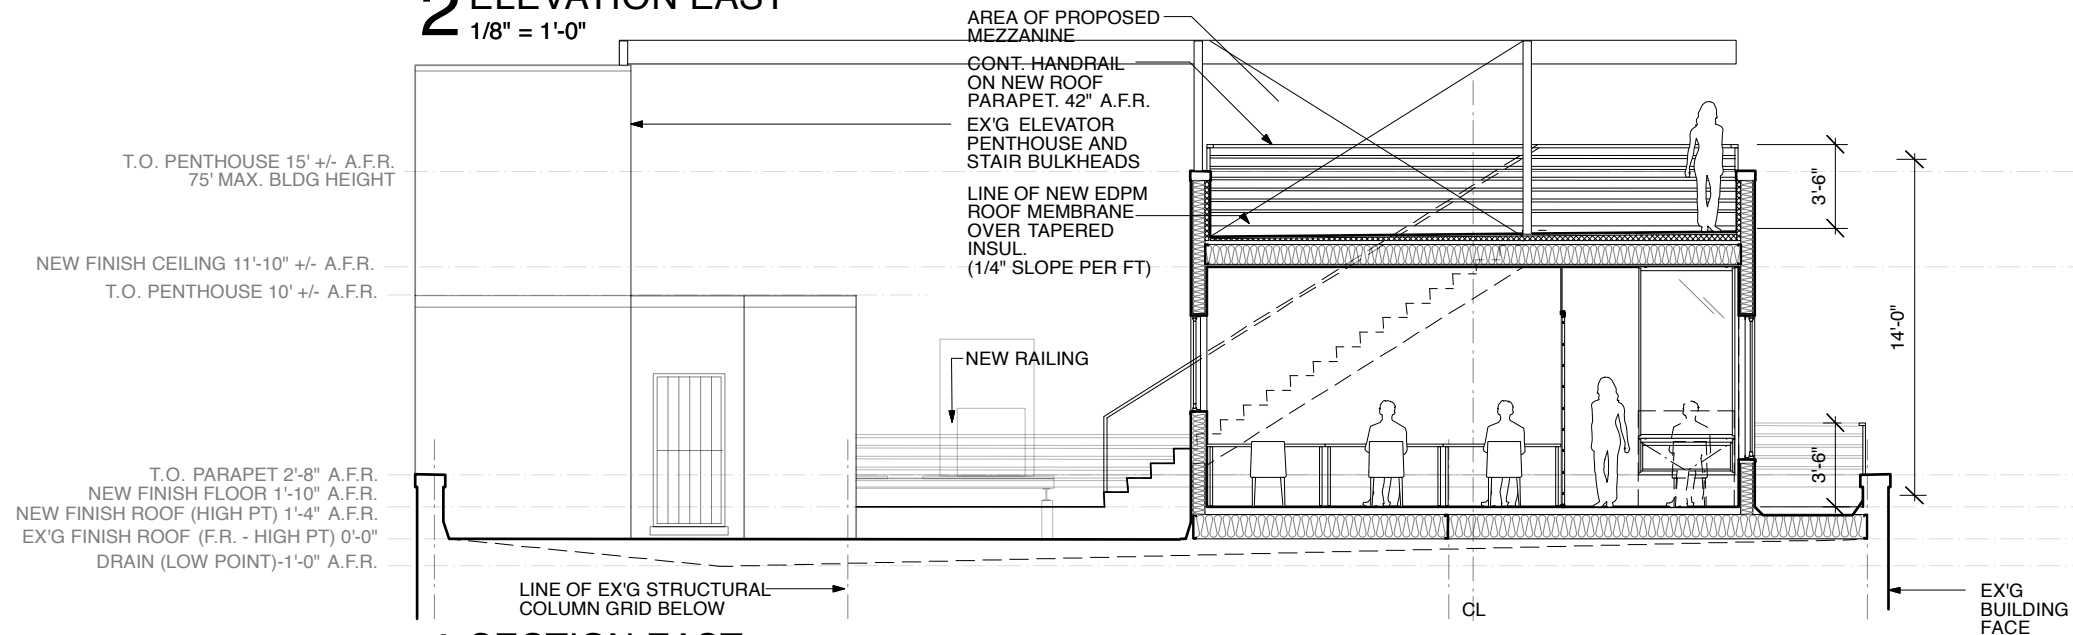 2 ELEVATION EAST
1/8" = 1'-0"
AREA OF PROPOSED
MEZZANINE
CONT. HANDRAIL
ON NEW ROOF
PARAPET. 42" A.F.R.
EX'G ELEVATOR
PENTHOUSE AND
STAIR BULKHEADS
LINE OF NEW EDPM
ROOF MEMBRANE
OVER TAPERED
INSUL.
(1/4" SLOPE PER FT)
T.O. PENTHOUSE 15' +/- A.F.R.
75' MAX. BLDG HEIGHT
NEW FINISH CEILING 11'-10" +/- A.F.R.
T.O. PENTHOUSE 10' +/- A.F.R.
NEW RAILING
3'-6"
14'-0"
3'-6"
T.O. PARAPET 2'-8" A.F.R.
NEW FINISH FLOOR 1'-10" A.F.R.
NEW FINISH ROOF (HIGH PT) 1'-4" A.F.R.
EX'G FINISH ROOF (F.R. - HIGH PT) 0'-0"
DRAIN (LOW POINT)-1'-0" A.F.R.
LINE OF EX'G STRUCTURAL
COLUMN GRID BELOW
CL
EX'G
BUILDING
FACE
SECTION EAST